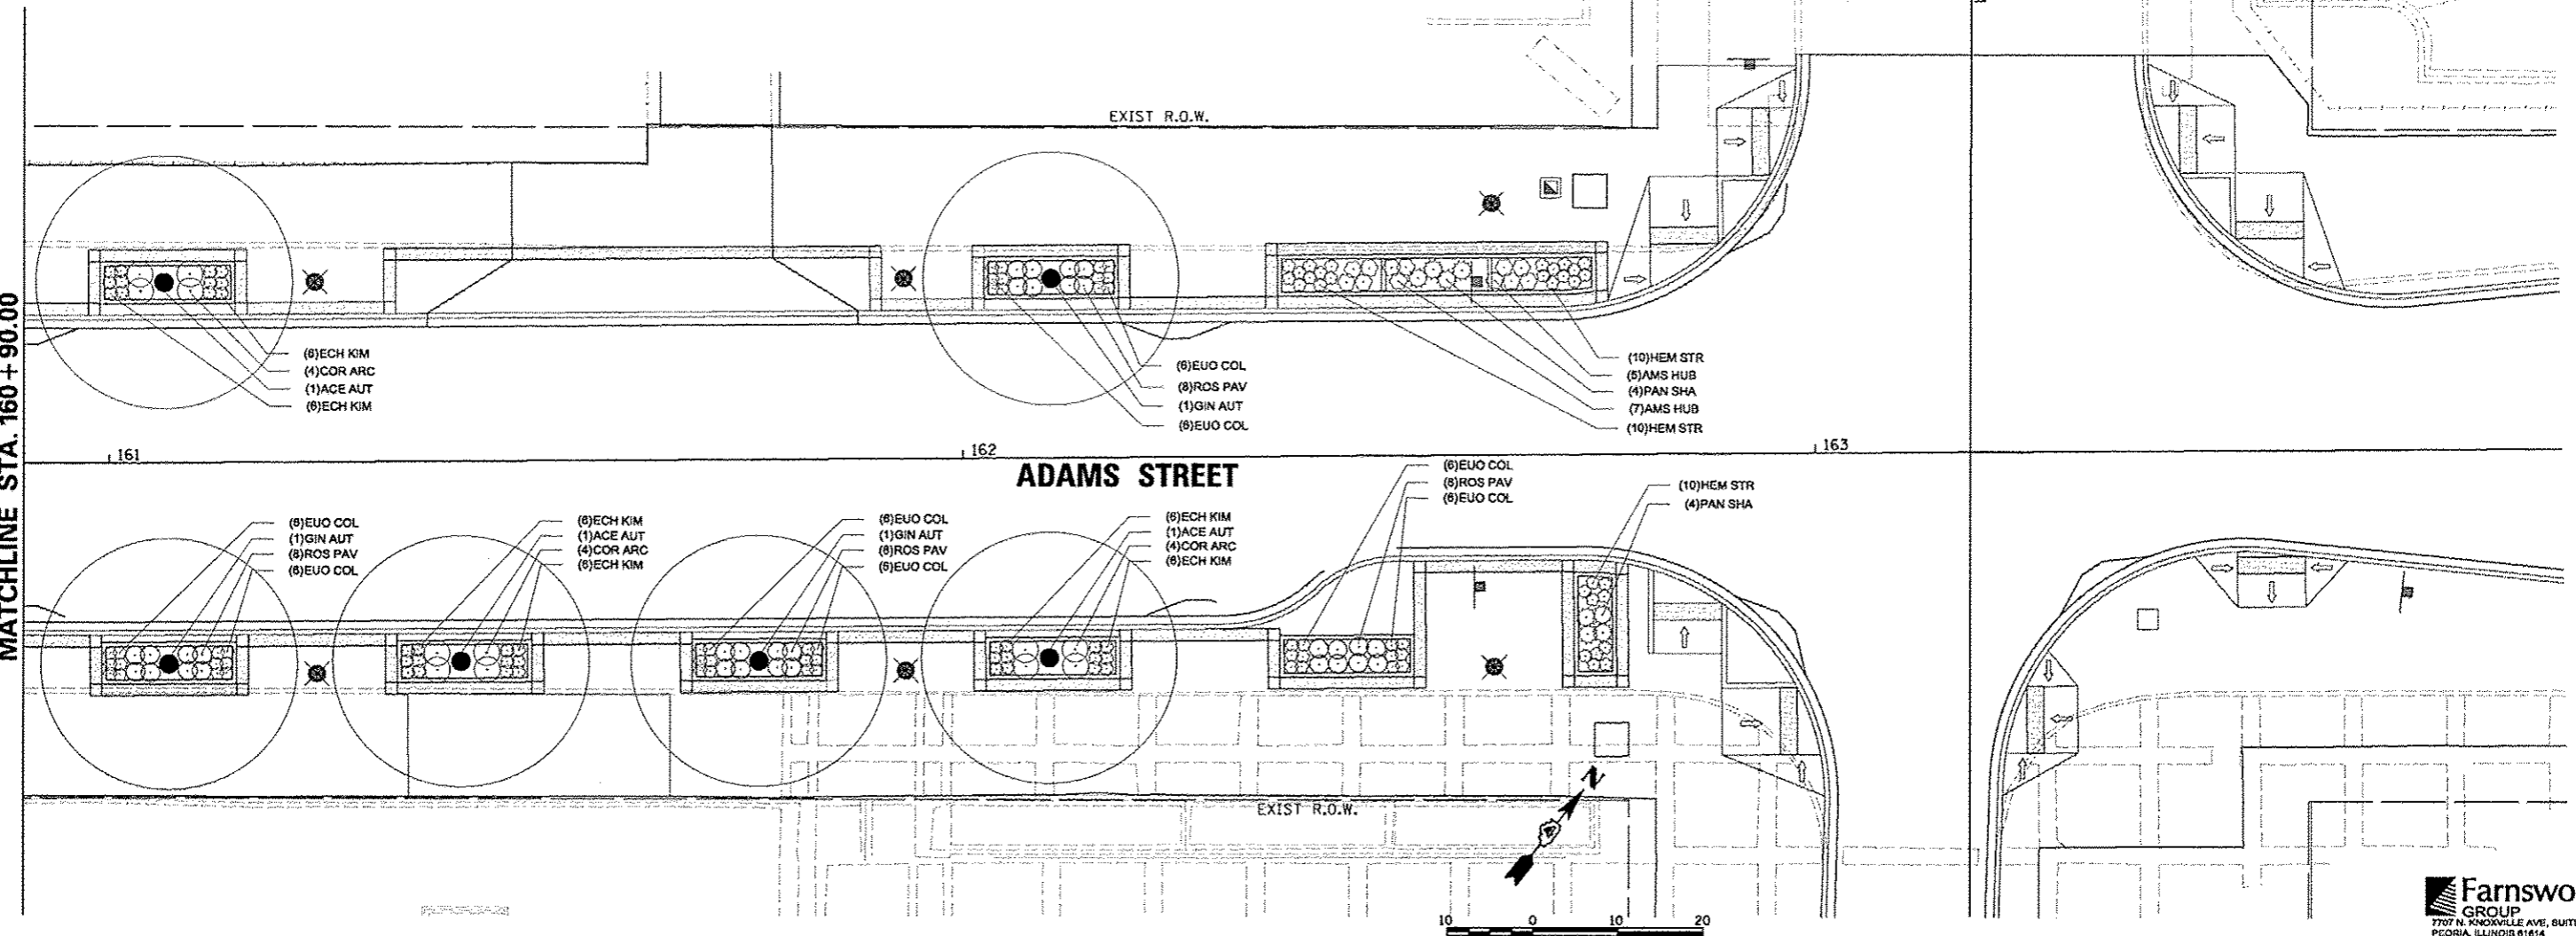 EXIST R.O.W.
MATCHLINE STA. 160+90.00
(6)ECH KIM
(4)COR ARC
(1)ACE AUT
(6)ECH KIM
(6)EUO COL
(8)ROS PAV
(1)GIN AUT
(6)EUO COL
(10)HEM STR
(5)AMS HUB
(4)PAN SHA
(7)AMS HUB
(10)HEM STR
161
162
163
ADAMS STREET
(6)EUO COL
(1)GIN AUT
(8)ROS PAV
(6)EUO COL
(6)ECH KIM
(1)ACE AUT
(4)COR ARC
(6)ECH KIM
(6)EUO COL
(1)GIN AUT
(8)ROS PAV
(6)EUO COL
(6)ECH KIM
(1)ACE AUT
(4)COR ARC
(6)ECH KIM
(6)EUO COL
(8)ROS PAV
(6)EUO COL
(10)HEM STR
(4)PAN SHA
EXIST R.O.W.
N
10 0 10 20
Farnswo
GROUP
7707 N. KNOXVILLE AVE, SUIT
PEORIA, ILLINOIS 61614